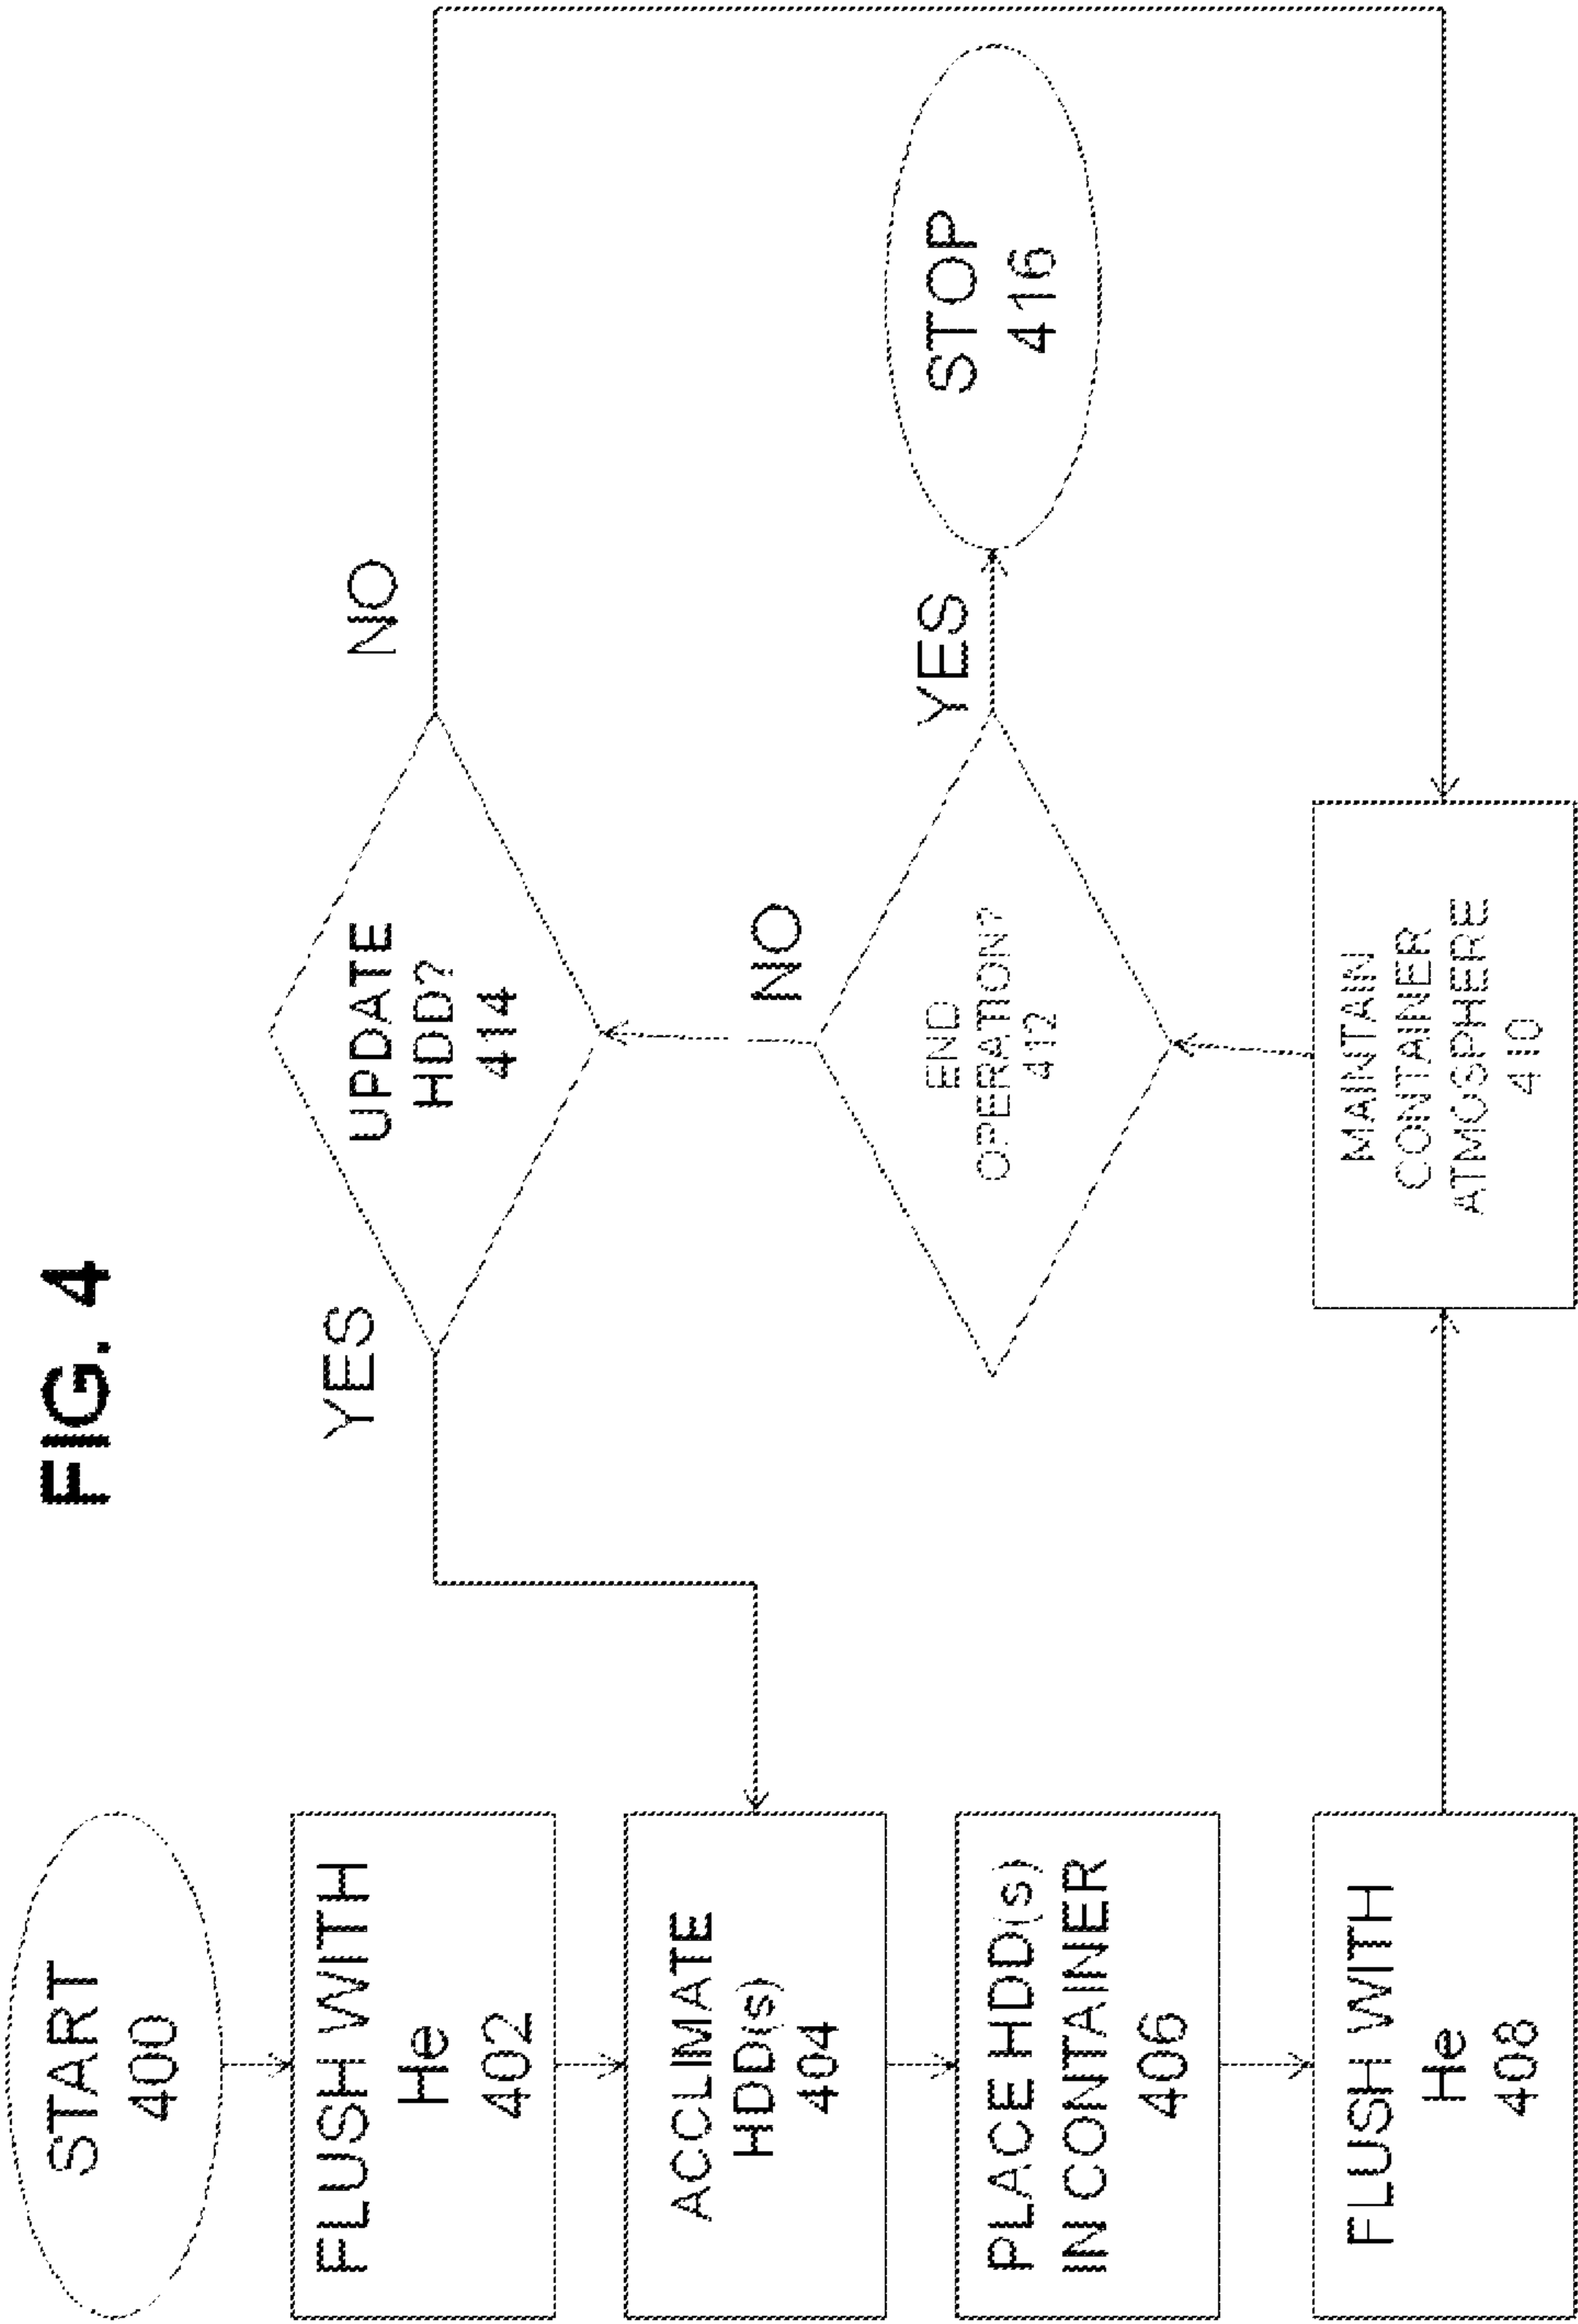 FIG. 4
START
400
FLUSH WITH
He
402
ACCLIMATE
HDD(s)
404
PLACE HDD(s)
IN CONTAINER
406
FLUSH WITH
He
408
YES
UPDATE
HDD?
414
NO
NO
END
OPERATION?
412
YES
STOP
416
MAINTAIN
CONTAINER
ATMOSPHERE
410